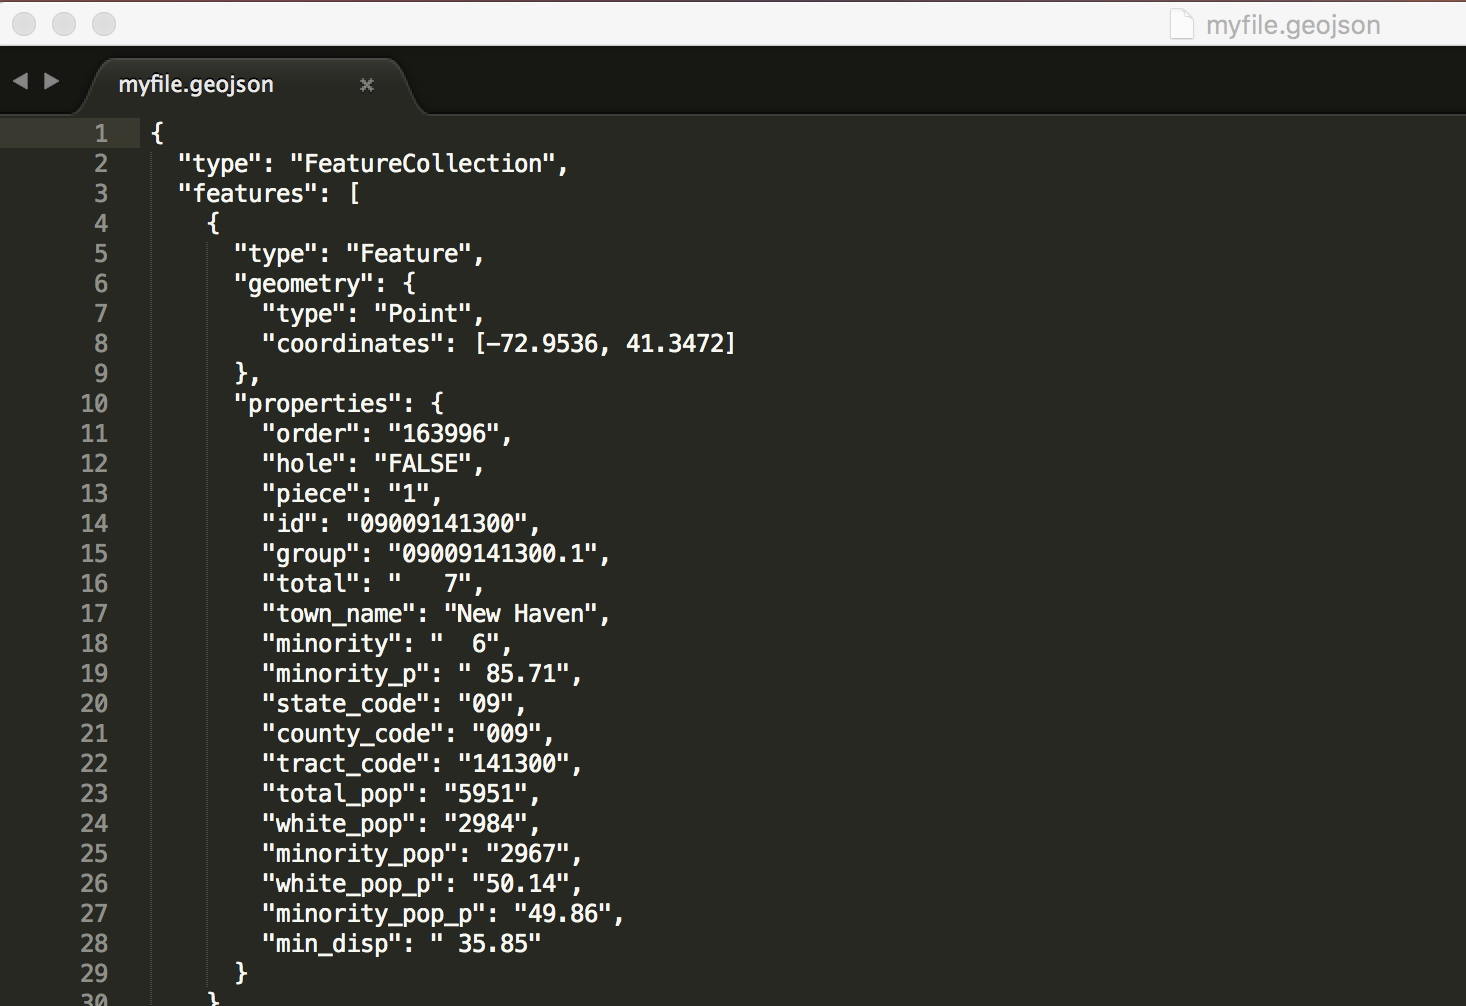 myfile.geojson
myfile.geojson
1 {
2 "type": "FeatureCollection",
3 "features": [
4 {
5 "type": "Feature",
6 "geometry": {
7 "type": "Point",
8 "coordinates": [-72.9536, 41.3472]
9 },
10 "properties": {
11 "order": "163996",
12 "hole": "FALSE",
13 "piece": "1",
14 "id": "09009141300",
15 "group": "09009141300.1",
16 "total": "   7",
17 "town_name": "New Haven",
18 "minority": "  6",
19 "minority_p": " 85.71",
20 "state_code": "09",
21 "county_code": "009",
22 "tract_code": "141300",
23 "total_pop": "5951",
24 "white_pop": "2984",
25 "minority_pop": "2967",
26 "white_pop_p": "50.14",
27 "minority_pop_p": "49.86",
28 "min_disp": " 35.85"
29 }
30 }